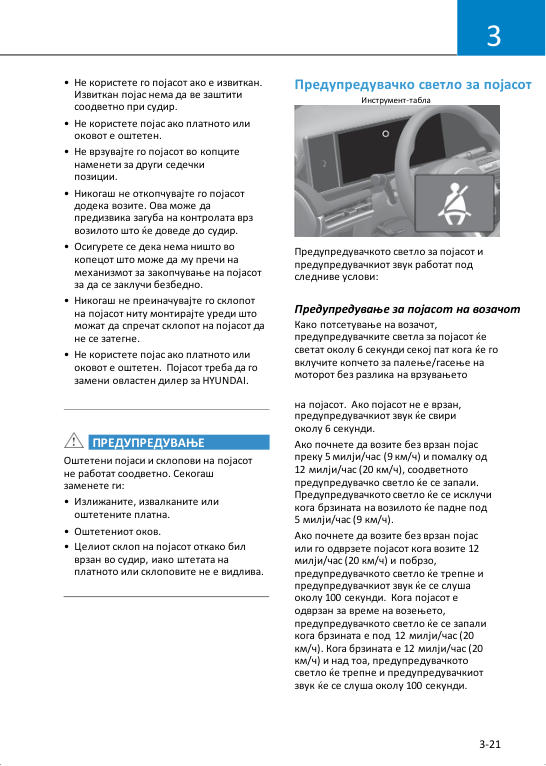 3
• Не користете го појасот ако е извиткан.
Извиткан појас нема да ве заштити
соодветно при судир.
• Не користете појас ако платното или
оковот е оштетен.
• Не врзувајте го појасот во копците
наменети за други седечки
позиции.
• Никогаш не откопчувајте го појасот
додека возите. Ова може да
предизвика загуба на контролата врз
возилото што ќе доведе до судир.
• Осигурете се дека нема ништо во
копецот што може да му пречи на
механизмот за закопчување на појасот
за да се заклучи безбедно.
• Никогаш не преиначувајте го склопот
на појасот ниту монтирајте уреди што
можат да спречат склопот на појасот да
не се затегне.
• Не користете појас ако платното или
оковот е оштетен. Појасот треба да го
замени овластен дилер за HYUNDAI.
ПРЕДУПРЕДУВАЊЕ
Оштетени појаси и склопови на појасот
не работат соодветно. Секогаш
заменете ги:
• Излижаните, извалканите или
оштетените платна.
• Оштетениот оков.
• Целиот склоп на појасот откако бил
врзан во судир, иако штетата на
платното или склоповите не е видлива.
Предупредувачко светло за појасот
Инструмент-табла
Предупредувачкото светло за појасот и
предупредувачкиот звук работат под
следниве услови:
Предупредување за појасот на возачот
Како потсетување на возачот,
предупредувачките светла за појасот ќе
светат околу 6 секунди секој пат кога ќе го
вклучите копчето за палење/гасење на
моторот без разлика на врзувањето
на појасот. Ако појасот не е врзан,
предупредувачкиот звук ќе свири
околу 6 секунди.
Ако почнете да возите без врзан појас
преку 5 милји/час (9 км/ч) и помалку од
12 милји/час (20 км/ч), соодветното
предупредувачко светло ќе се запали.
Предупредувачкото светло ќе се исклучи
кога брзината на возилото ќе падне под
5 милји/час (9 км/ч).
Ако почнете да возите без врзан појас
или го одврзете појасот кога возите 12
милји/час (20 км/ч) и побрзо,
предупредувачкото светло ќе трепне и
предупредувачкиот звук ќе се слуша
околу 100 секунди. Кога појасот е
одврзан за време на возењето,
предупредувачкото светло ќе се запали
кога брзината е под 12 милји/час (20
км/ч). Кога брзината е 12 милји/час (20
км/ч) и над тоа, предупредувачкото
светло ќе трепне и предупредувачкиот
звук ќе се слуша околу 100 секунди.
3-21